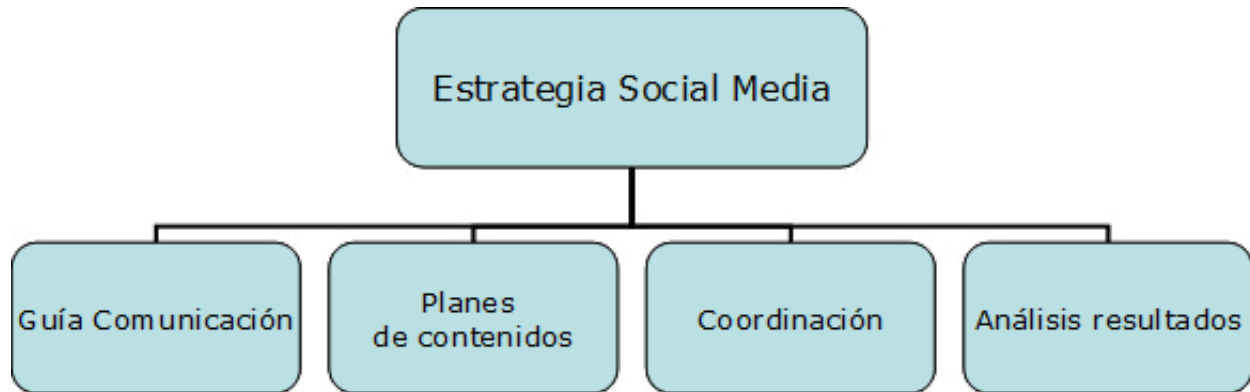 Estrategia Social Media
Guía Comunicación
Planes
de contenidos
Coordinación
Análisis resultados